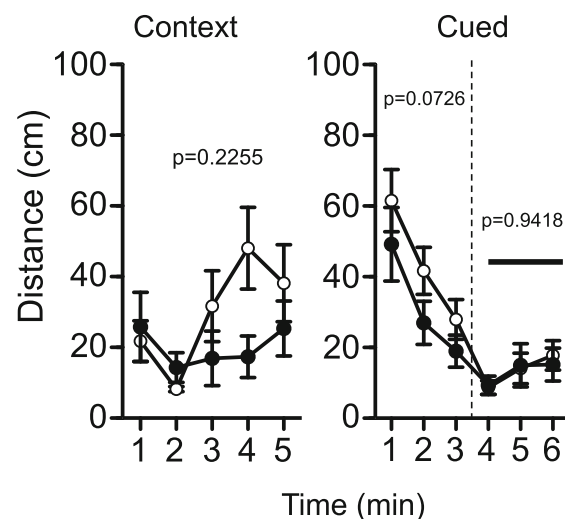 Context
Cued
Distance (cm)
100
80
60
40
20
0
p=0.2255
1 2 3 4 5
100
80
60
40
20
0
p=0.0726
p=0.9418
1 2 3 4 5 6
Time (min)